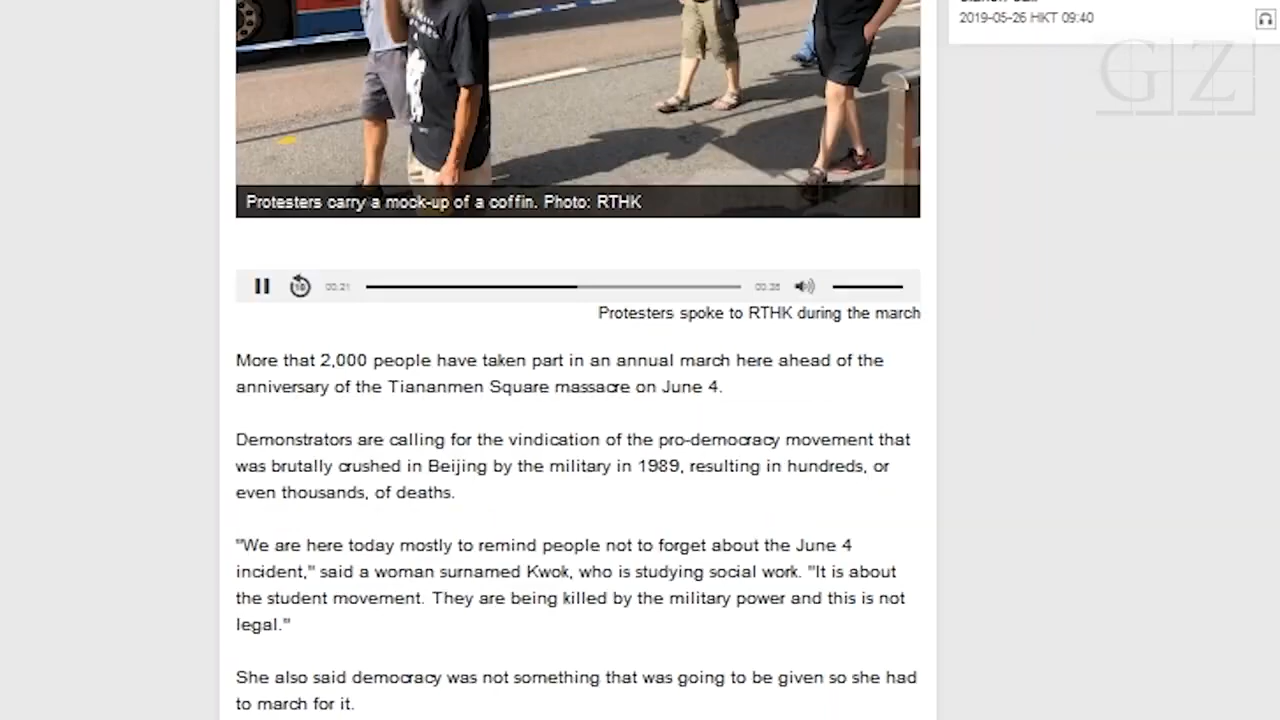 2019-05-26 HKT 09:40
GZ
Protesters carry a mock-up of a coffin. Photo: RTHK
10
00:21
Protesters spoke to RTHK during the march
More that 2,000 people have taken part in an annual march here ahead of the
anniversary of the Tiananmen Square massacre on June 4.
Demonstrators are calling for the vindication of the pro-democracy movement that
was brutally crushed in Beijing by the military in 1989, resulting in hundreds, or
even thousands, of deaths.
"We are here today mostly to remind people not to forget about the June 4
incident," said a woman surnamed Kwok, who is studying social work. "It is about
the student movement. They are being killed by the military power and this is not
legal."
She also said democracy was not something that was going to be given so she had
to march for it.